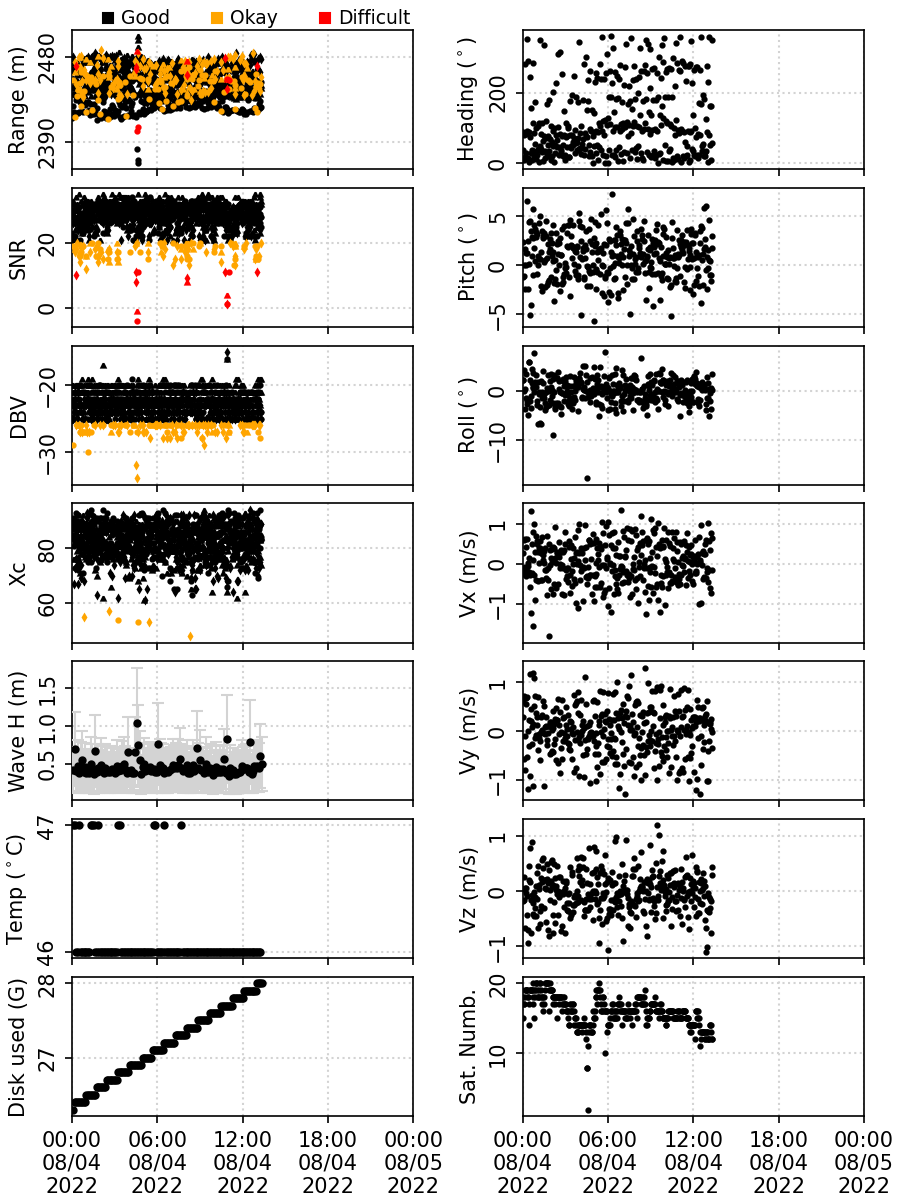 Good Okay Difficult
Range (m)
2480
2390
Heading (°)
200
0
SNR
20
0
Pitch (°)
5
0
−5
DBV
−20
−30
Roll (°)
0
−10
Xc
80
60
Vx (m/s)
1
0
−1
Wave H (m)
1.5
1.0
0.5
Vy (m/s)
1
0
−1
Temp (°C)
47
46
Vz (m/s)
1
0
−1
Disk used (G)
28
27
Sat. Numb.
20
10
00:00 06:00 12:00 18:00 00:00
08/04 08/04 08/04 08/04 08/05
2022 2022 2022 2022 2022
00:00 06:00 12:00 18:00 00:00
08/04 08/04 08/04 08/04 08/05
2022 2022 2022 2022 2022